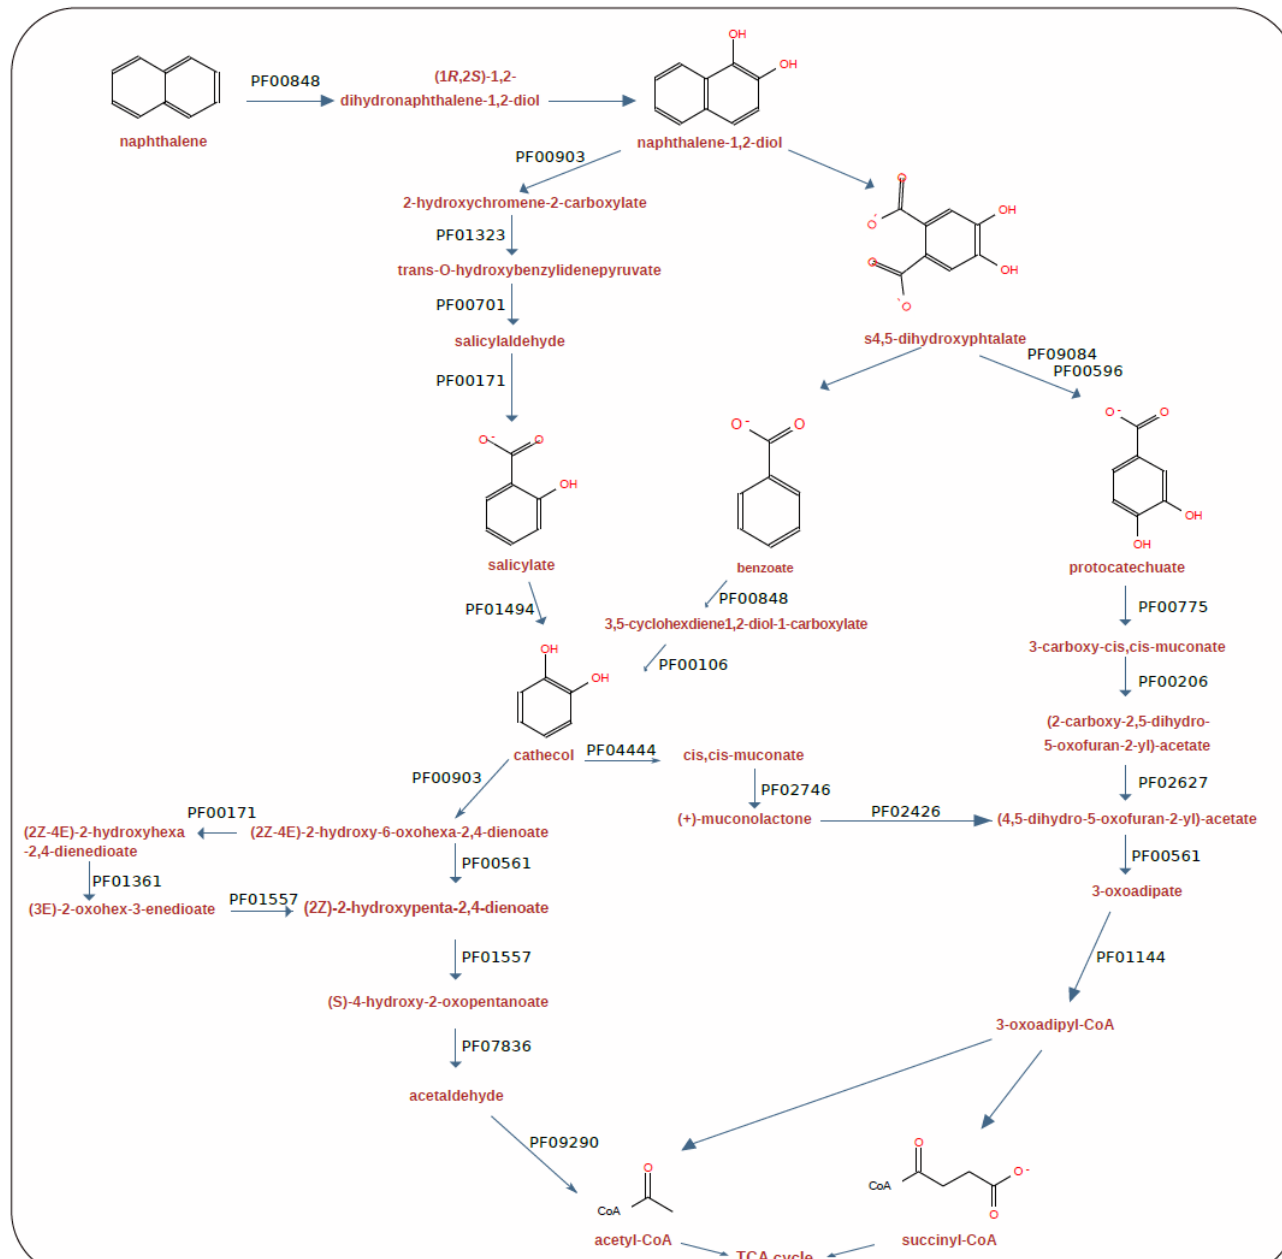 OH
OH
PF00848
(1R,2S)-1,2-
dihydronaphthalene-1,2-diol
naphthalene
naphthalene-1,2-diol
PF00903
2-hydroxychromene-2-carboxylate
PF01323
trans-O-hydroxybenzylidenepyruvate
PF00701
salicylaldehyde
PF00171
O
O-
OH
O
O-
OH
s4,5-dihydroxyphtalate
PF09084
PF00596
O-
O
OH
salicylate
O-
O
benzoate
O-
O
OH
OH
protocatechuate
PF01494
PF00848
3,5-cyclohexdiene1,2-diol-1-carboxylate
PF00106
PF00775
3-carboxy-cis,cis-muconate
PF00206
(2-carboxy-2,5-dihydro-
5-oxofuran-2-yl)-acetate
OH
OH
cathecol
PF04444
cis,cis-muconate
PF02746
PF02627
(+)-muconolactone
PF02426
(4,5-dihydro-5-oxofuran-2-yl)-acetate
PF00903
PF00171
(2Z-4E)-2-hydroxyhexa
-2,4-dienedioate
(2Z-4E)-2-hydroxy-6-oxohexa-2,4-dienoate
PF00561
PF00561
PF01361
3-oxoadipate
(3E)-2-oxohex-3-enedioate
PF01557
(2Z)-2-hydroxypenta-2,4-dienoate
PF01557
PF01144
(S)-4-hydroxy-2-oxopentanoate
3-oxoadipyl-CoA
PF07836
acetaldehyde
PF09290
O
CoA
acetyl-CoA
O
CoA
O-
O
succinyl-CoA
TCA cycle